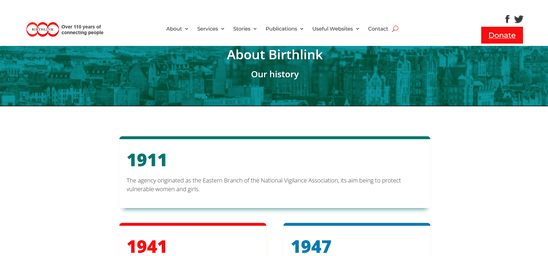 BIRTHLINK
Over 110 years of
connecting people
About Services Stories Publications Useful Websites Contact
Donate
About Birthlink
Our history
1911
The agency originated as the Eastern Branch of the National Vigilance Association, its aim being to protect
vulnerable women and girls.
1941
1947